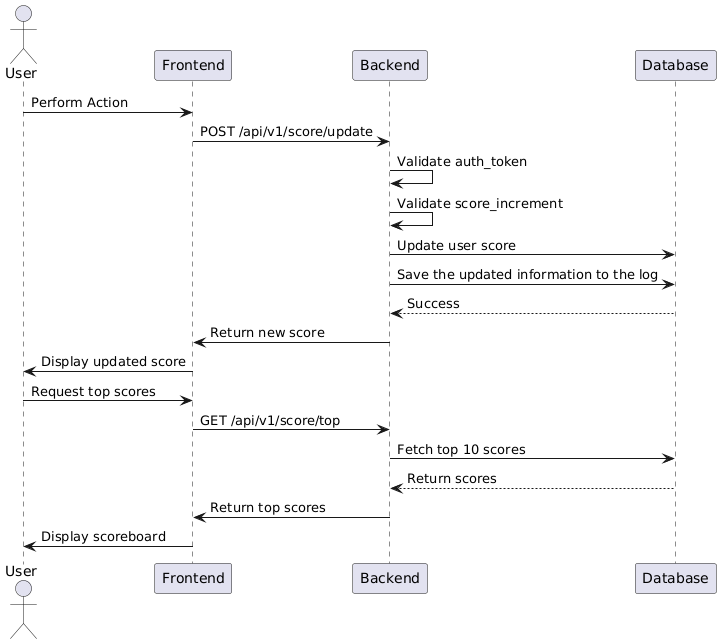 User
Frontend
Backend
Database
Perform Action
POST /api/v1/score/update
Validate auth_token
Validate score_increment
Update user score
Save the updated information to the log
Success
Return new score
Display updated score
Request top scores
GET /api/v1/score/top
Fetch top 10 scores
Return scores
Return top scores
Display scoreboard
User
Frontend
Backend
Database